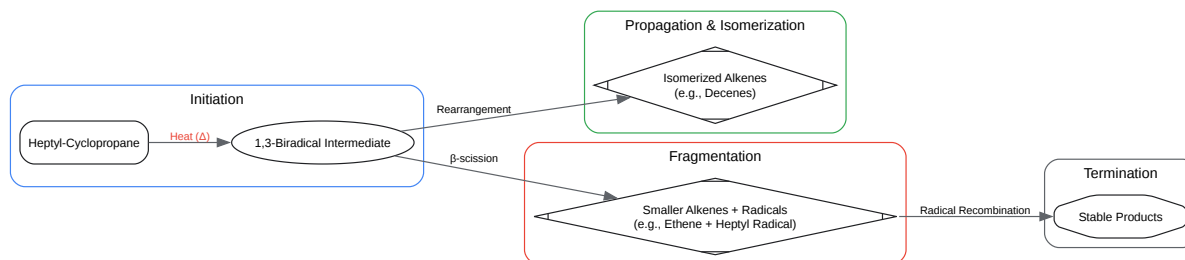 Propagation & Isomerization
Isomerized Alkenes
(e.g., Decenes)
Initiation
Rearrangement
Heptyl-Cyclopropane
Heat (Δ)
1,3-Biradical Intermediate
β-scission
Fragmentation
Smaller Alkenes + Radicals
(e.g., Ethene + Heptyl Radical)
Radical Recombination
Termination
Stable Products